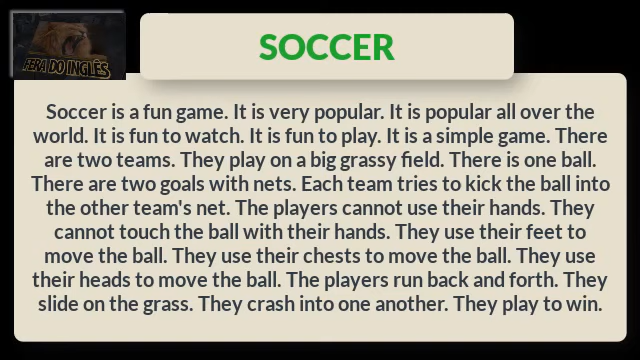 FERA DO INGLÊS
SOCCER
Soccer is a fun game. It is very popular. It is popular all over the
world. It is fun to watch. It is fun to play. It is a simple game. There
are two teams. They play on a big grassy field. There is one ball.
There are two goals with nets. Each team tries to kick the ball into
the other team's net. The players cannot use their hands. They
cannot touch the ball with their hands. They use their feet to
move the ball. They use their chests to move the ball. They use
their heads to move the ball. The players run back and forth. They
slide on the grass. They crash into one another. They play to win.